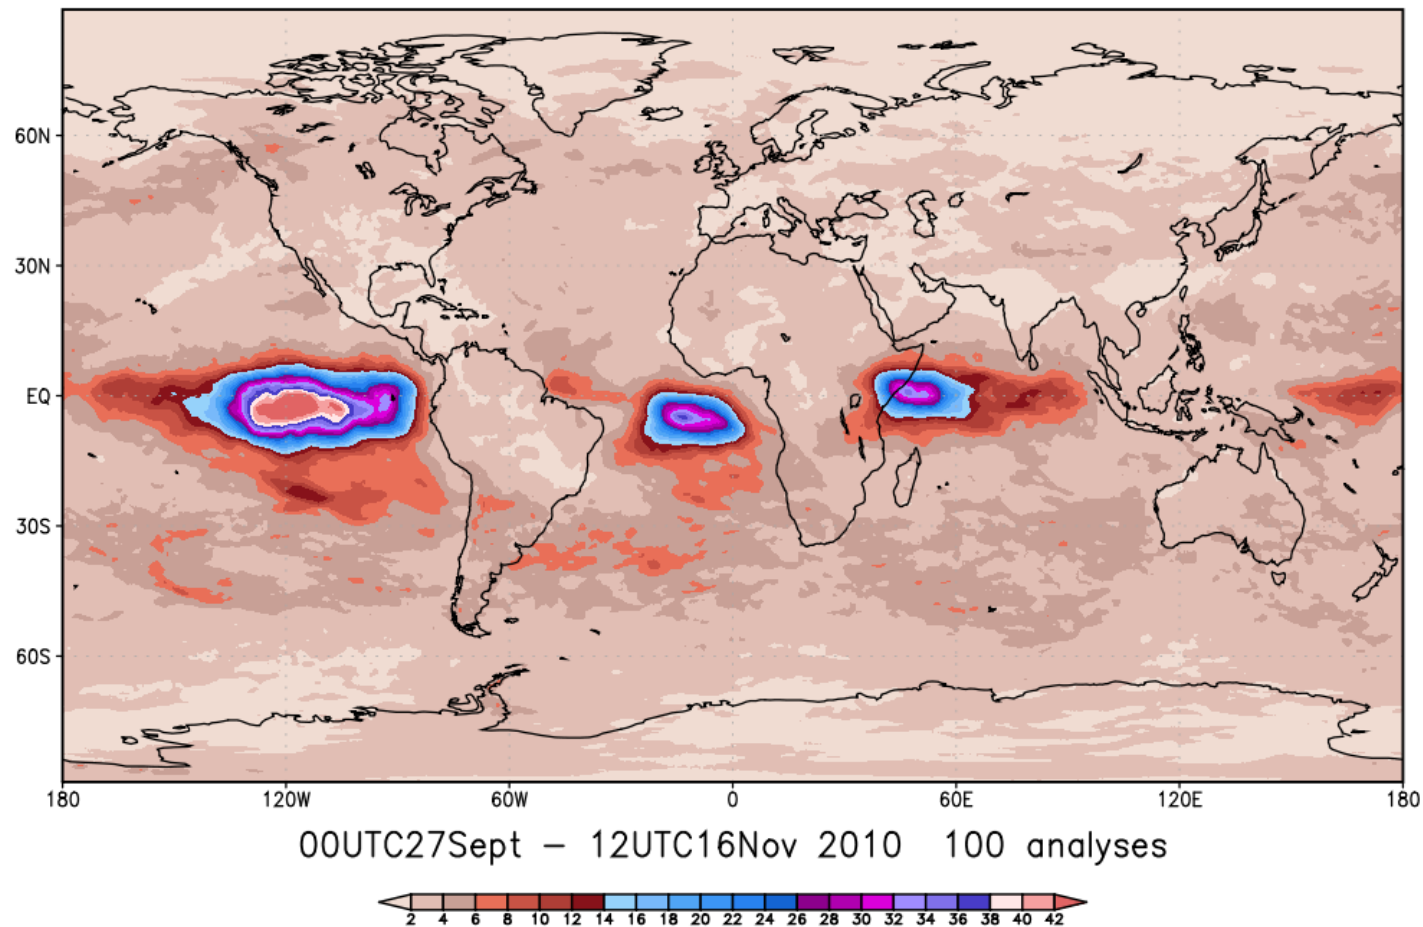 60N
30N
EQ
30S
60S
180 120W 60W 0 60E 120E 180
00UTC27Sept – 12UTC16Nov 2010 100 analyses
2 4 6 8 10 12 14 16 18 20 22 24 26 28 30 32 34 36 38 40 42